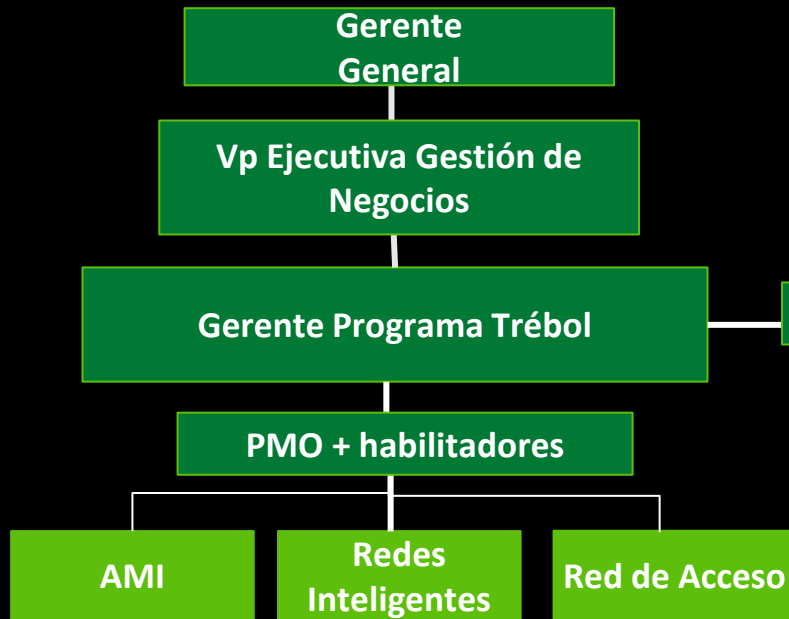 Gerente
General
Vp Ejecutiva Gestión de
Negocios
Gerente Programa Trébol
PMO + habilitadores
AMI
Redes
Inteligentes
Red de Acceso